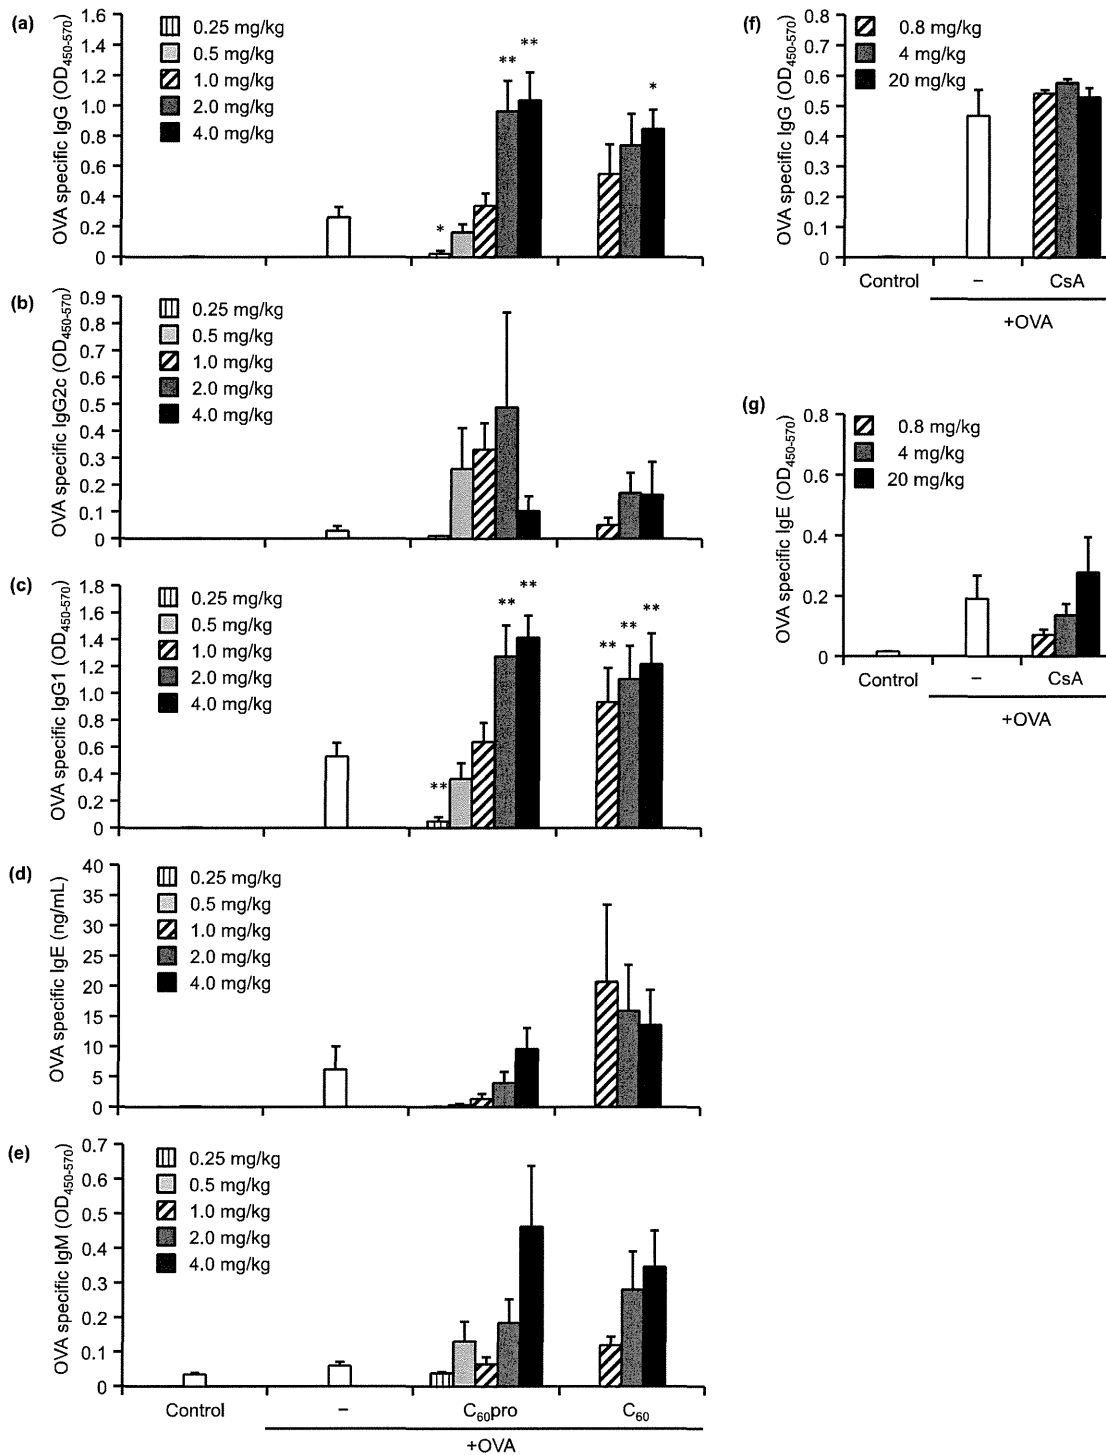 (a)
OVA specific IgG (OD450-570)
1.6
1.4
1.2
1.0
0.8
0.6
0.4
0.2
0
0.25 mg/kg
0.5 mg/kg
1.0 mg/kg
2.0 mg/kg
4.0 mg/kg
*
**
**
*
(b)
OVA specific IgG2c (OD450-570)
0.9
0.8
0.7
0.6
0.5
0.4
0.3
0.2
0.1
0
0.25 mg/kg
0.5 mg/kg
1.0 mg/kg
2.0 mg/kg
4.0 mg/kg
(c)
OVA specific IgG1 (OD450-570)
1.8
1.6
1.4
1.2
1.0
0.8
0.6
0.4
0.2
0
0.25 mg/kg
0.5 mg/kg
1.0 mg/kg
2.0 mg/kg
4.0 mg/kg
**
**
**
**
**
**
(d)
OVA specific IgE (ng/mL)
40
35
30
25
20
15
10
5
0
0.25 mg/kg
0.5 mg/kg
1.0 mg/kg
2.0 mg/kg
4.0 mg/kg
(e)
OVA specific IgM (OD450-570)
0.7
0.6
0.5
0.4
0.3
0.2
0.1
0
0.25 mg/kg
0.5 mg/kg
1.0 mg/kg
2.0 mg/kg
4.0 mg/kg
Control – C60pro C60
+OVA
(f)
OVA specific IgG (OD450-570)
0.8
0.7
0.6
0.5
0.4
0.3
0.2
0.1
0
0.8 mg/kg
4 mg/kg
20 mg/kg
Control – CsA
+OVA
(g)
OVA specific IgE (OD450-570)
0.8
0.6
0.4
0.2
0
0.8 mg/kg
4 mg/kg
20 mg/kg
Control – CsA
+OVA